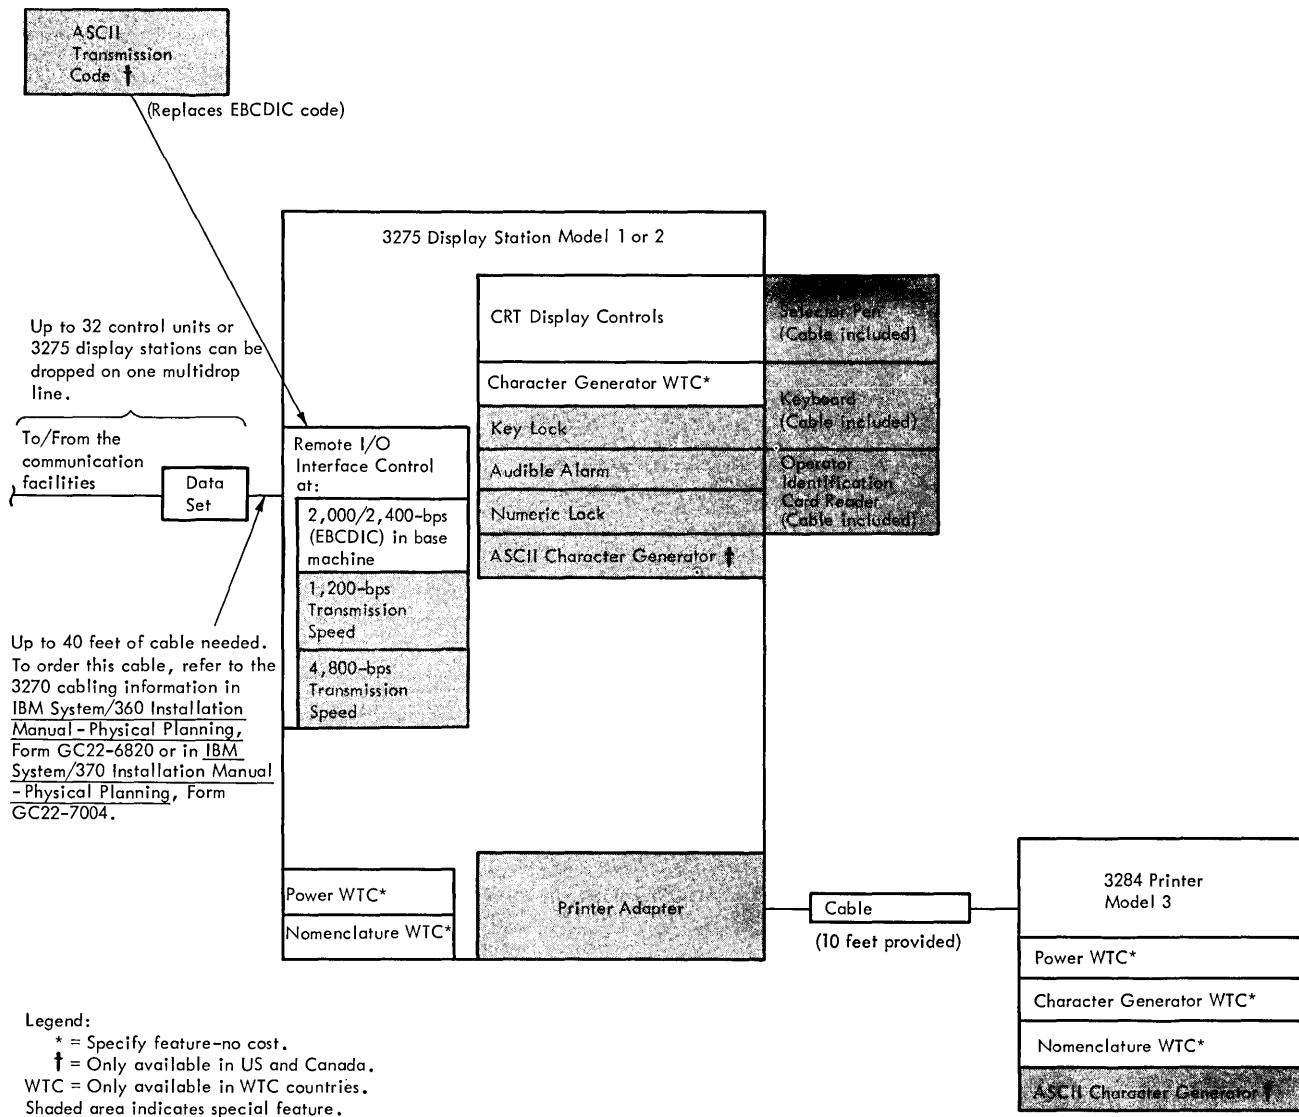 ASCII
Transmission
Code †
(Replaces EBCDIC code)
3275 Display Station Model 1 or 2
CRT Display Controls
Selector Pen
(Cable included)
Character Generator WTC*
Keyboard
(Cable included)
Key Lock
Audible Alarm
Operator
Identification
Card Reader
(Cable included)
Numeric Lock
ASCII Character Generator †
Up to 32 control units or
3275 display stations can be
dropped on one multidrop
line.
To/From the
communication
facilities
Data
Set
Remote I/O
Interface Control
at:
2,000/2,400-bps
(EBCDIC) in base
machine
1,200-bps
Transmission
Speed
4,800-bps
Transmission
Speed
Up to 40 feet of cable needed.
To order this cable, refer to the
3270 cabling information in
IBM System/360 Installation
Manual - Physical Planning,
Form GC22-6820 or in IBM
System/370 Installation Manual
- Physical Planning, Form
GC22-7004.
Power WTC*
Nomenclature WTC*
Printer Adapter
Cable
(10 feet provided)
3284 Printer
Model 3
Power WTC*
Character Generator WTC*
Nomenclature WTC*
ASCII Character Generator †
Legend:
* = Specify feature-no cost.
† = Only available in US and Canada.
WTC = Only available in WTC countries.
Shaded area indicates special feature.